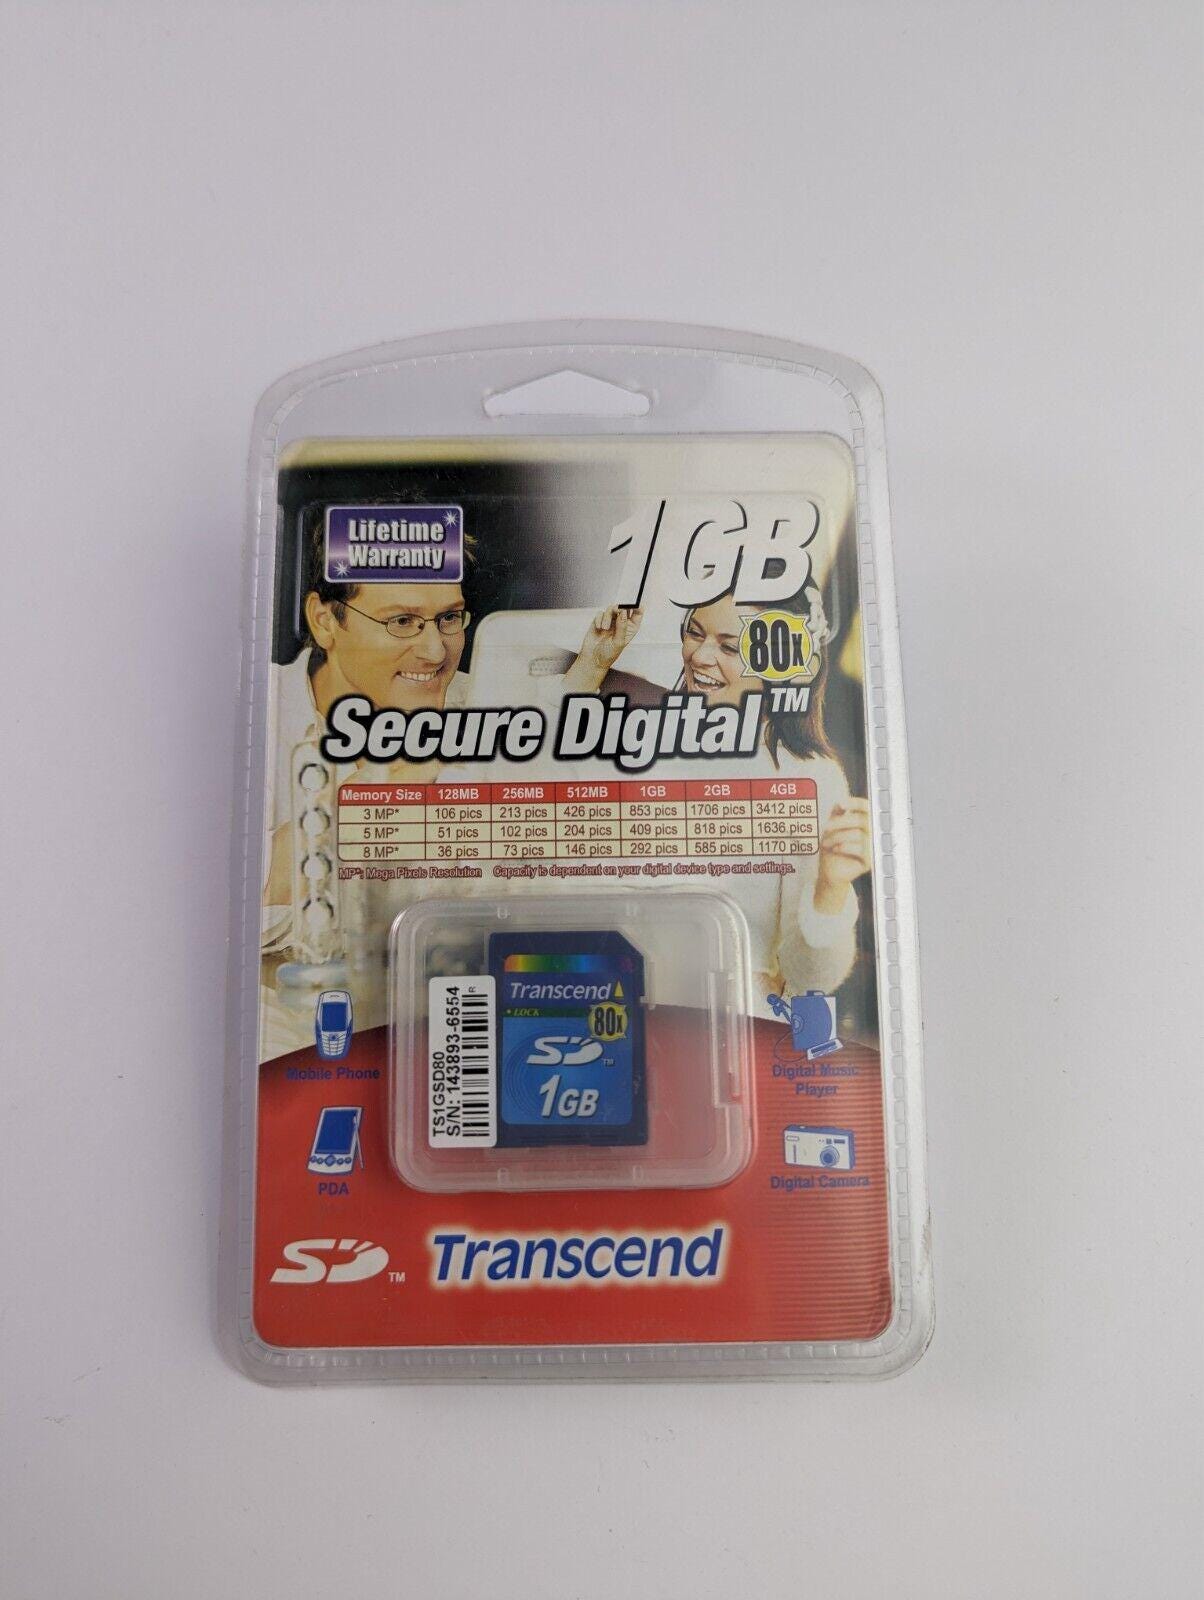 Lifetime
Warranty
1GB
80x
Secure Digital™
Memory Size 128MB 256MB 512MB 1GB 2GB 4GB
3 MP* 106 pics 213 pics 426 pics 853 pics 1706 pics 3412 pics
5 MP* 51 pics 102 pics 204 pics 409 pics 818 pics 1636 pics
8 MP* 36 pics 73 pics 146 pics 292 pics 585 pics 1170 pics
MP*: Mega Pixels Resolution Capacity is dependent on your digital device type and settings.
Transcend
LOCK
80x
SD™
1GB
TS1GSD80
S/N: 143893-6554
R
Mobile Phone
PDA
Digital Music
Player
Digital Camera
SD™
Transcend